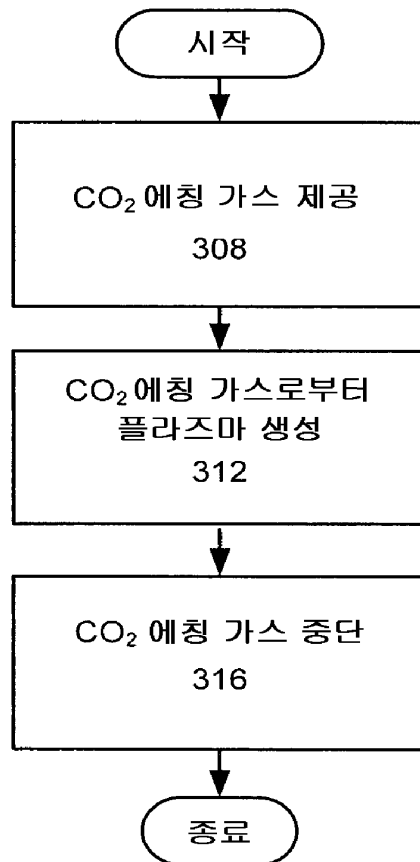 시작
CO₂ 에칭 가스 제공
308
CO₂ 에칭 가스로부터
플라즈마 생성
312
CO₂ 에칭 가스 중단
316
종료